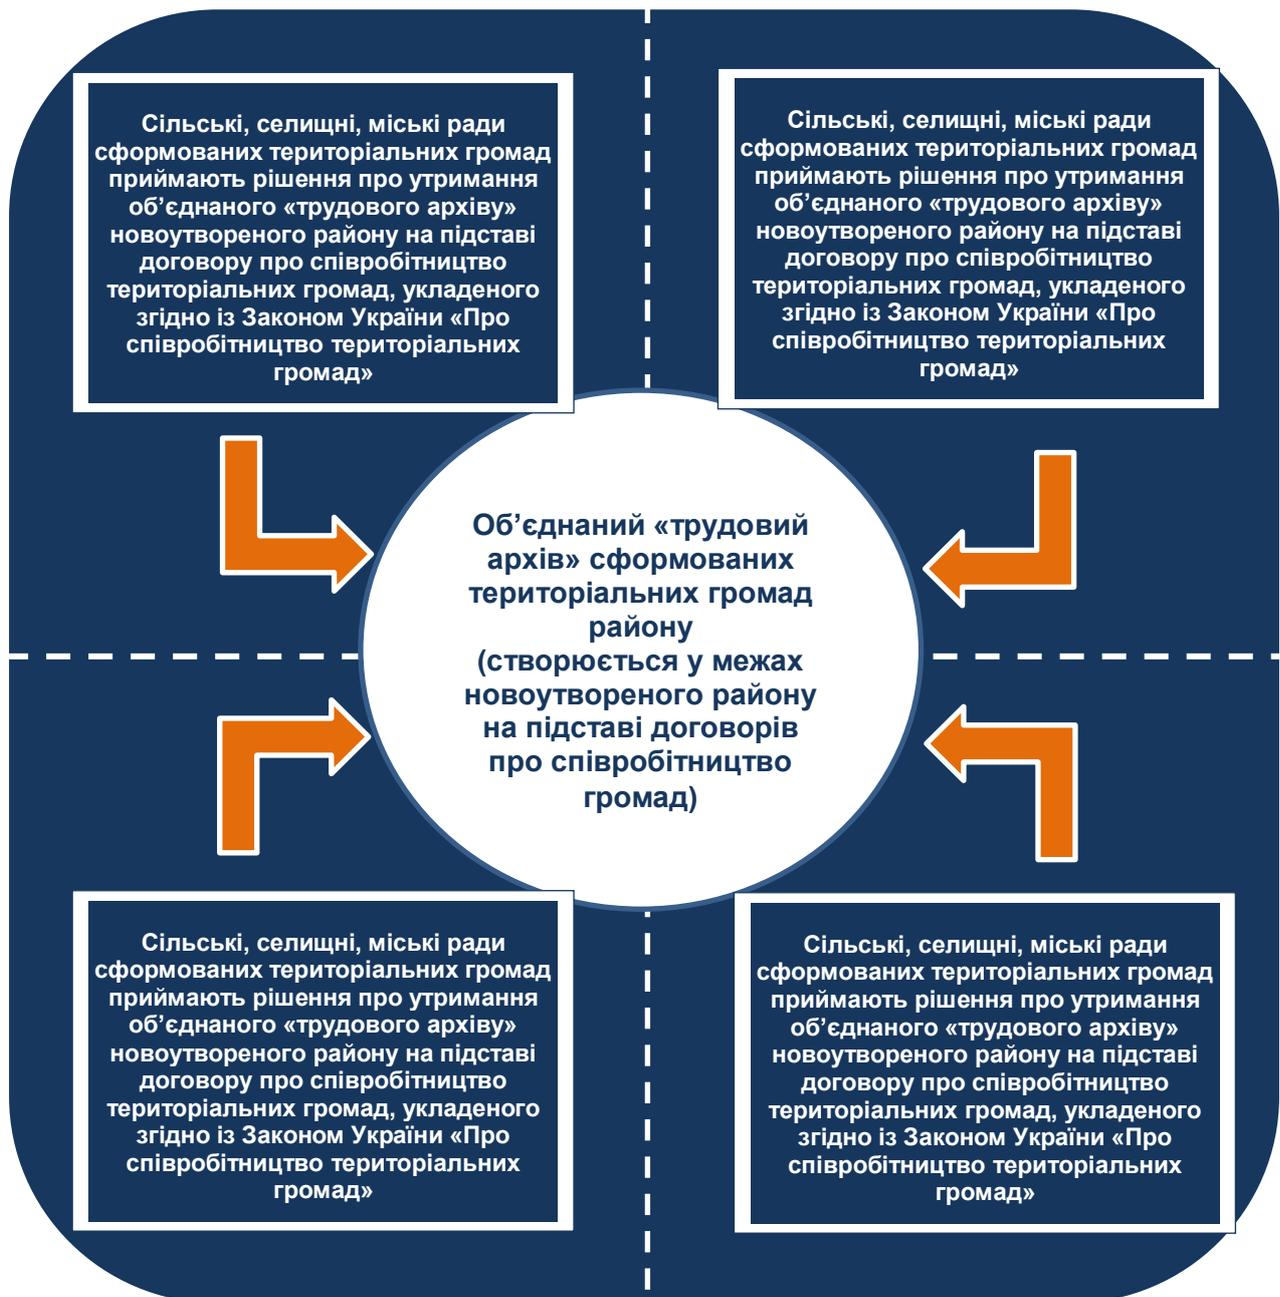 Сільські, селищні, міські ради
сформованих територіальних громад
приймають рішення про утримання
об’єднаного «трудового архіву»
новоутвореного району на підставі
договору про співробітництво
територіальних громад, укладеного
згідно із Законом України «Про
співробітництво територіальних
громад»
Сільські, селищні, міські ради
сформованих територіальних громад
приймають рішення про утримання
об’єднаного «трудового архіву»
новоутвореного району на підставі
договору про співробітництво
територіальних громад, укладеного
згідно із Законом України «Про
співробітництво територіальних
громад»
Об’єднаний «трудовий
архів» сформованих
територіальних громад
району
(створюється у межах
новоутвореного району
на підставі договорів
про співробітництво
громад)
Сільські, селищні, міські ради
сформованих територіальних громад
приймають рішення про утримання
об’єднаного «трудового архіву»
новоутвореного району на підставі
договору про співробітництво
територіальних громад, укладеного
згідно із Законом України «Про
співробітництво територіальних
громад»
Сільські, селищні, міські ради
сформованих територіальних громад
приймають рішення про утримання
об’єднаного «трудового архіву»
новоутвореного району на підставі
договору про співробітництво
територіальних громад, укладеного
згідно із Законом України «Про
співробітництво територіальних
громад»